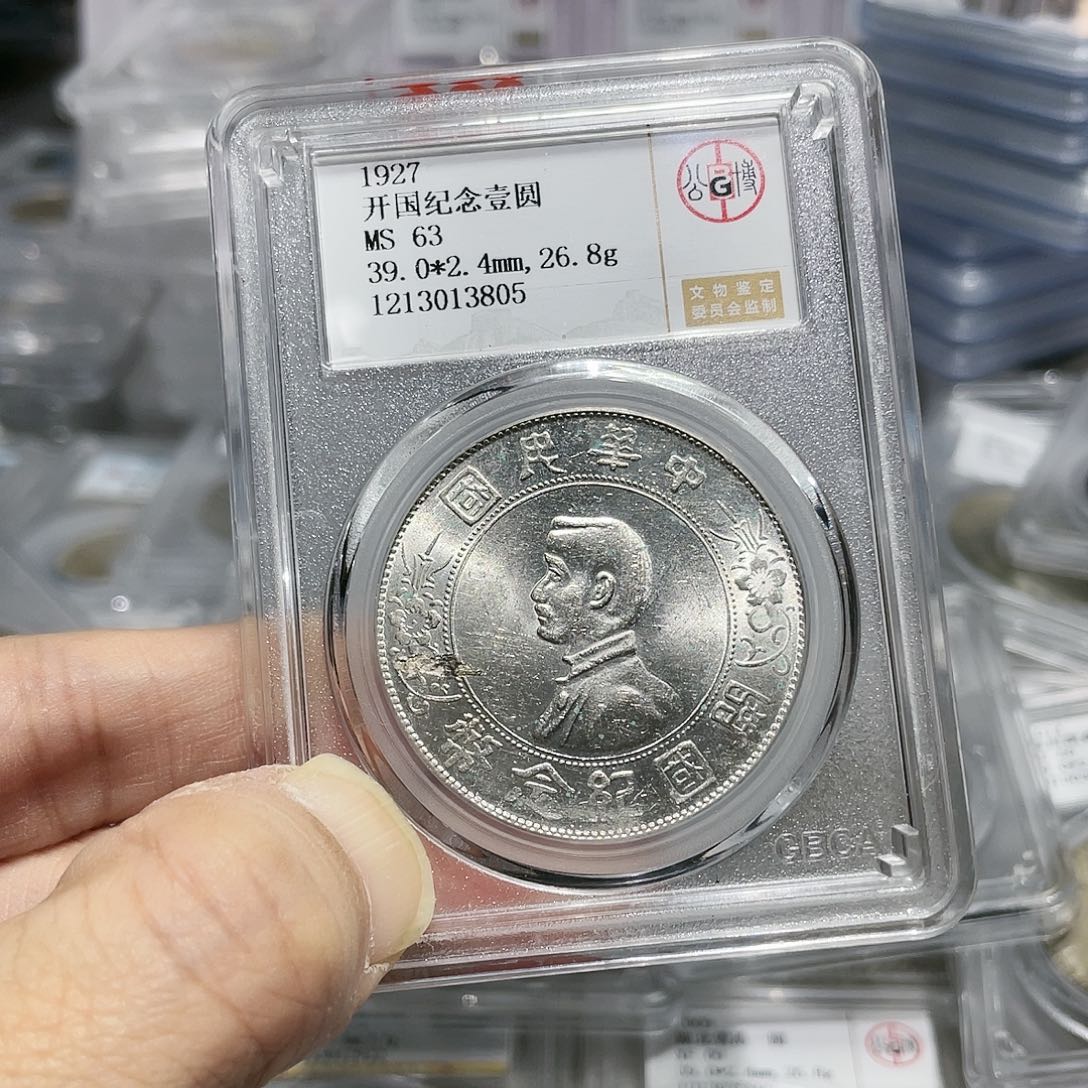 1927
开国纪念壹圆
MS 63
39.0*2.4mm,26.8g
1213013805
公G博
文物鉴定
委员会监制
中華民國
開國紀念幣
GBCA